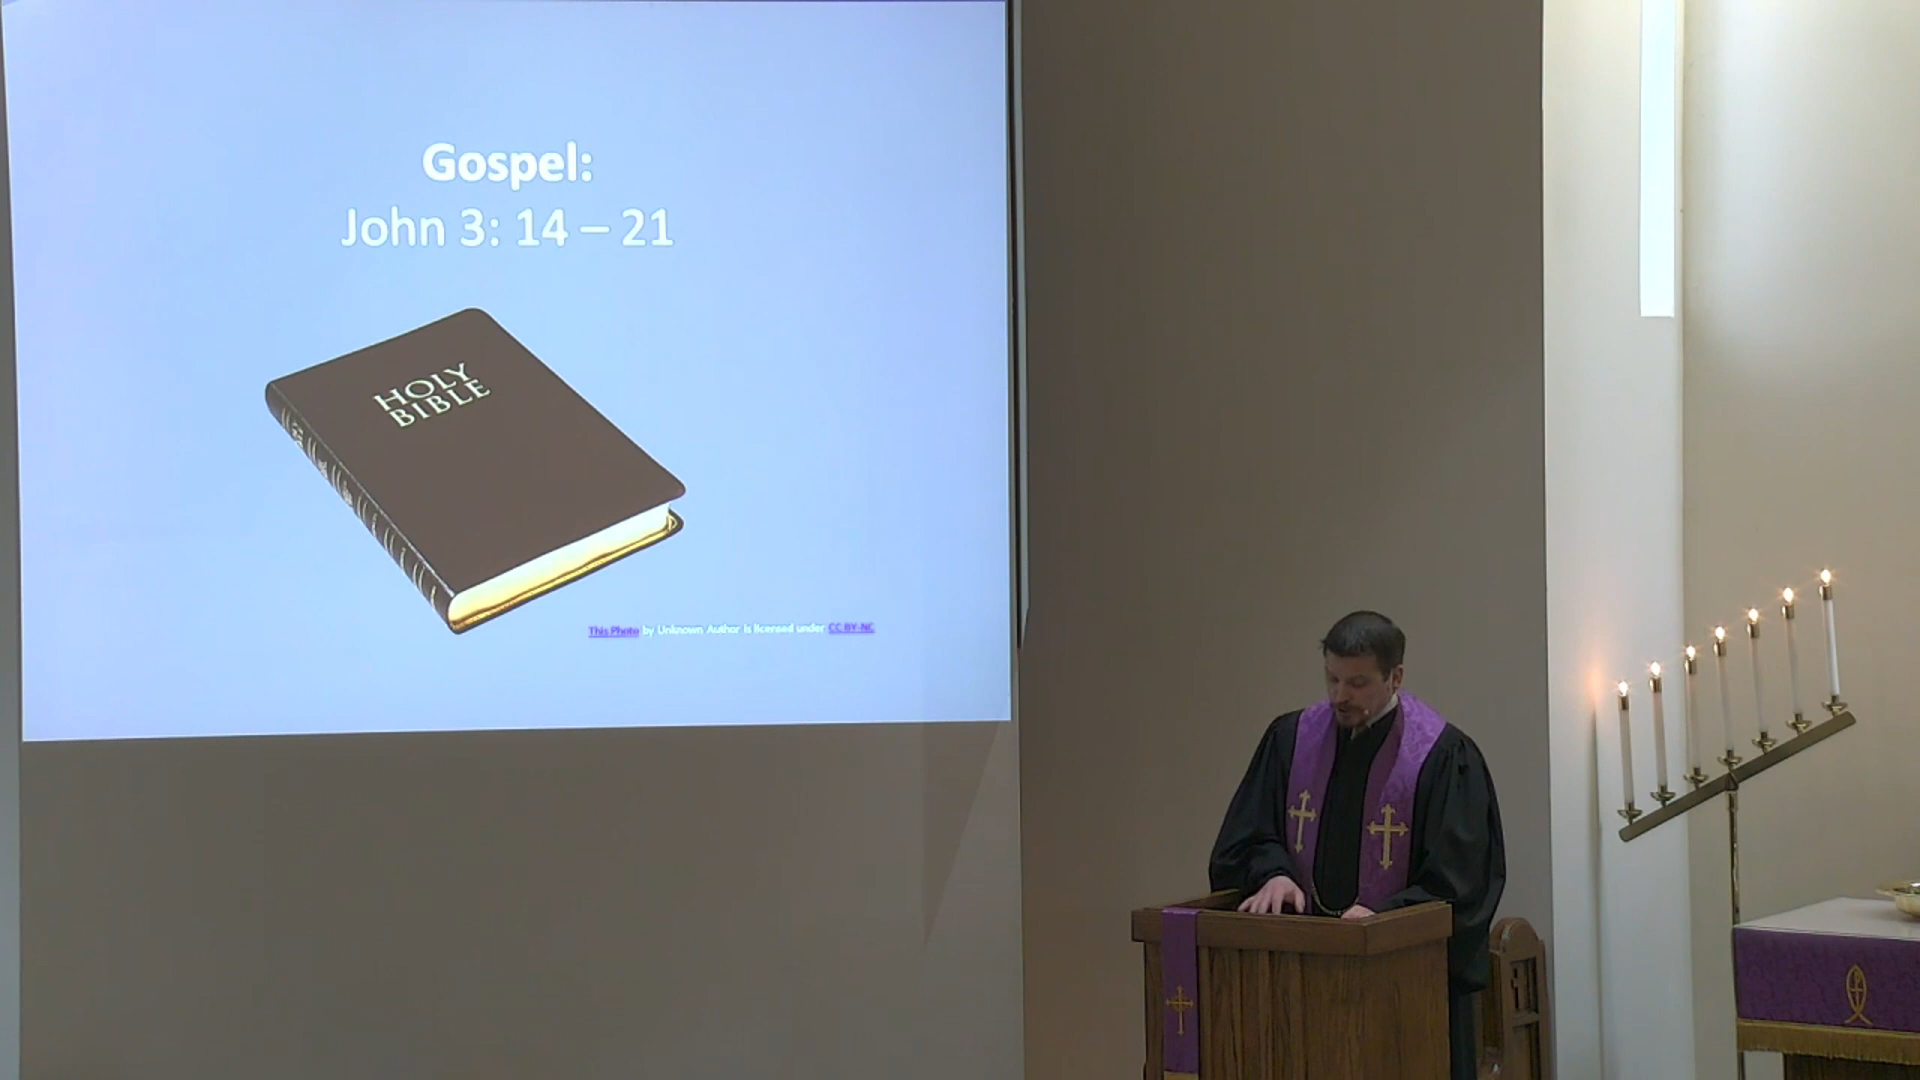 Gospel:
John 3: 14 – 21
HOLY
BIBLE
This Photo by Unknown Author is licensed under CC BY-NC